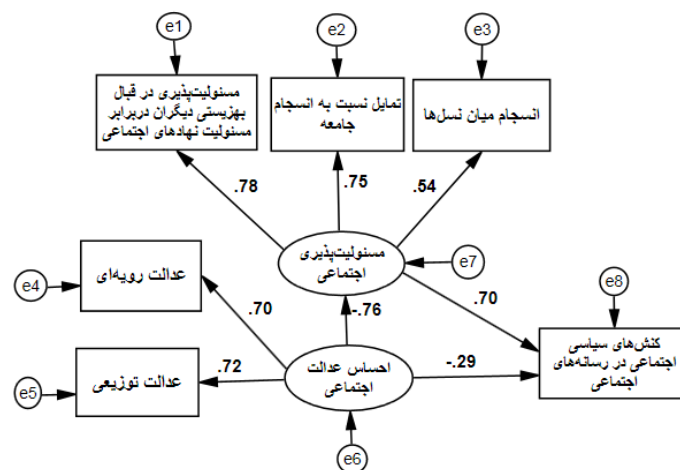 e1
e2
e3
مسئولیت‌پذیری در قبال
بهزیستی دیگران دربرابر
مسئولیت نهادهای اجتماعی
تمایل نسبت به انسجام
جامعه
انسجام میان نسل‌ها
.78
.75
.54
مسئولیت‌پذیری
اجتماعی
e7
عدالت رویه‌ای
e4
.70
-.76
.70
e8
کنش‌های سیاسی
اجتماعی در رسانه‌های
اجتماعی
عدالت توزیعی
e5
.72
احساس عدالت
اجتماعی
-.29
e6